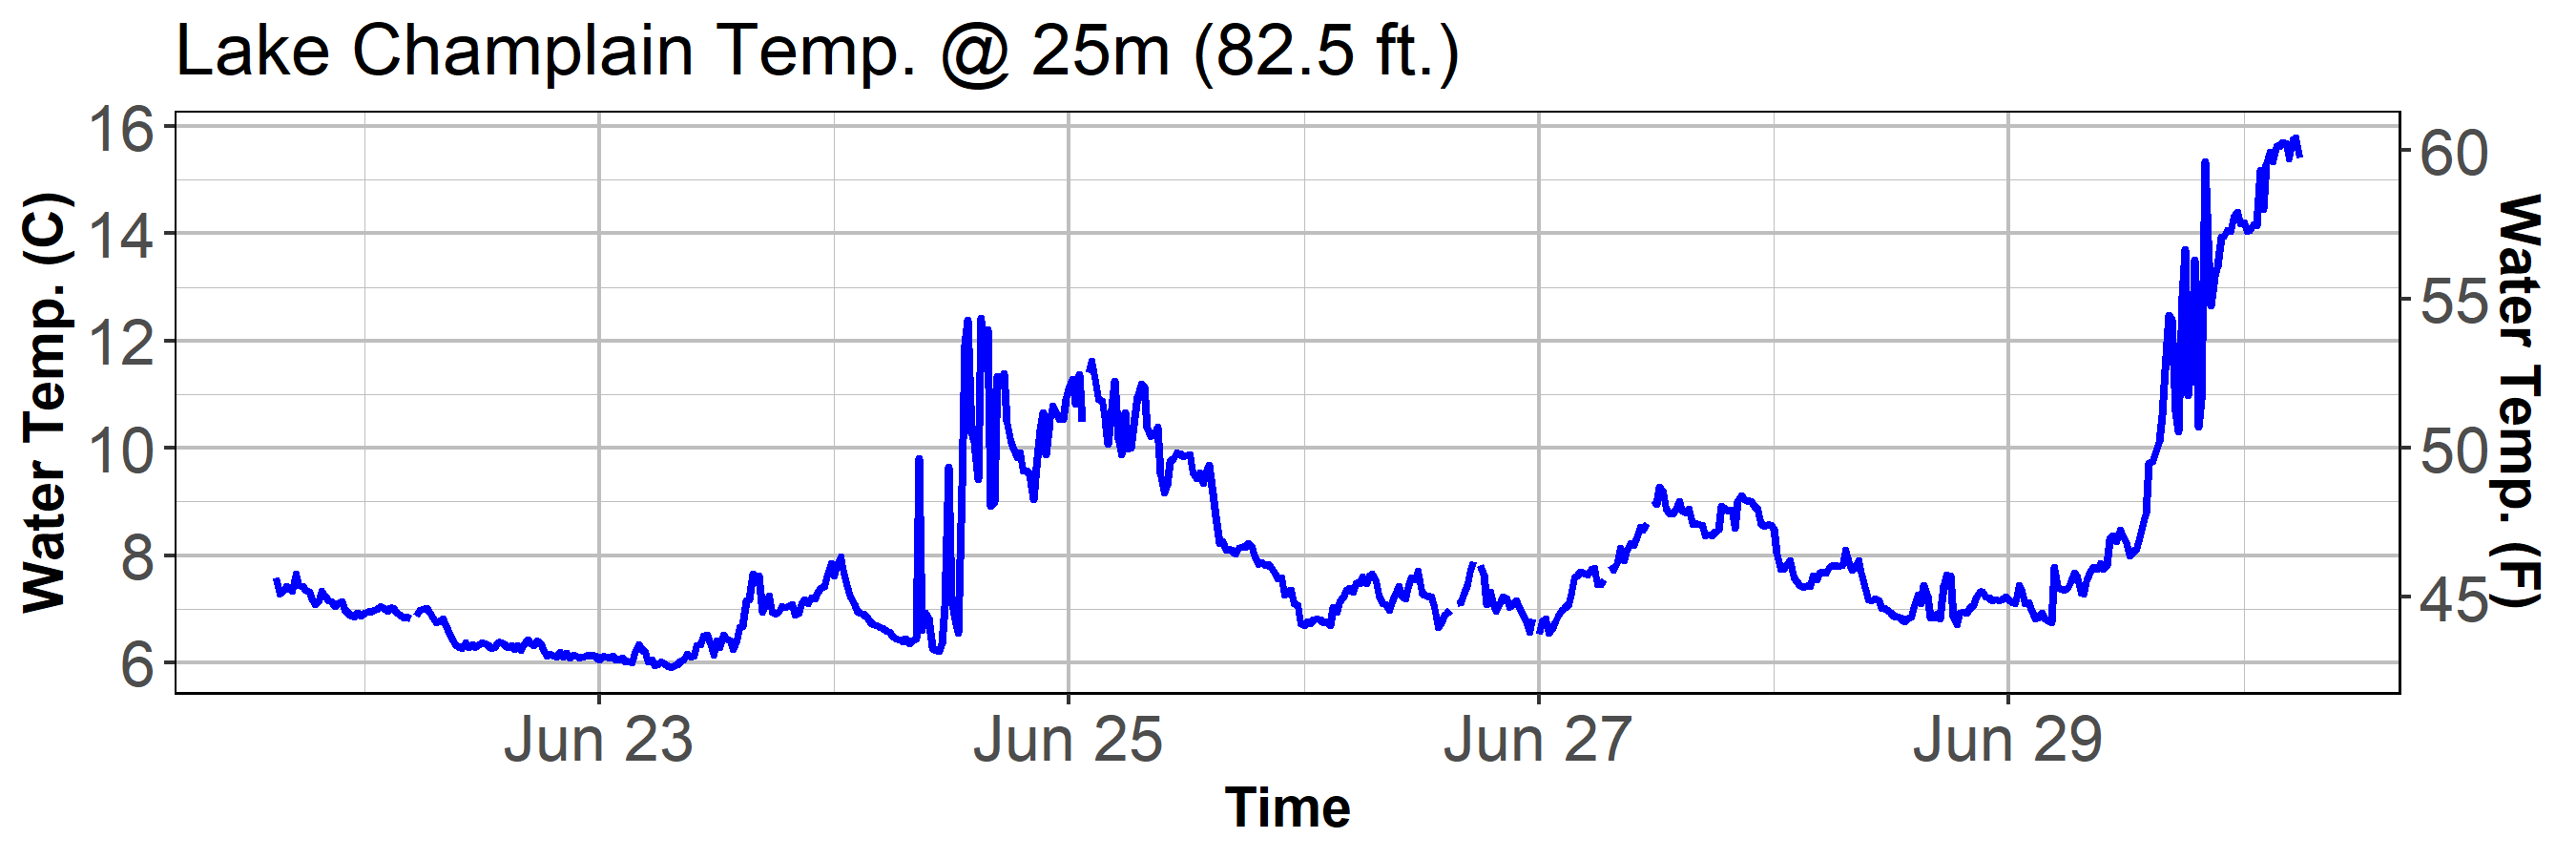 Lake Champlain Temp. @ 25m (82.5 ft.)
Water Temp. (C)
16
14
12
10
8
6
60
55
50
45
Water Temp. (F)
Jun 23
Jun 25
Jun 27
Jun 29
Time